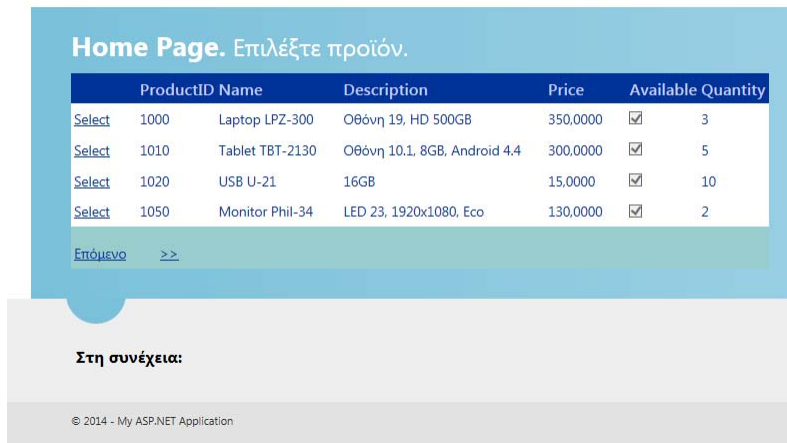 Home Page. Επιλέξτε προϊόν.
ProductID Name Description Price Available Quantity
Select 1000 Laptop LPZ-300 Οθόνη 19, HD 500GB 350,0000 3
Select 1010 Tablet TBT-2130 Οθόνη 10.1, 8GB, Android 4.4 300,0000 5
Select 1020 USB U-21 16GB 15,0000 10
Select 1050 Monitor Phil-34 LED 23, 1920x1080, Eco 130,0000 2
Επόμενο >>
Στη συνέχεια:
© 2014 - My ASP.NET Application